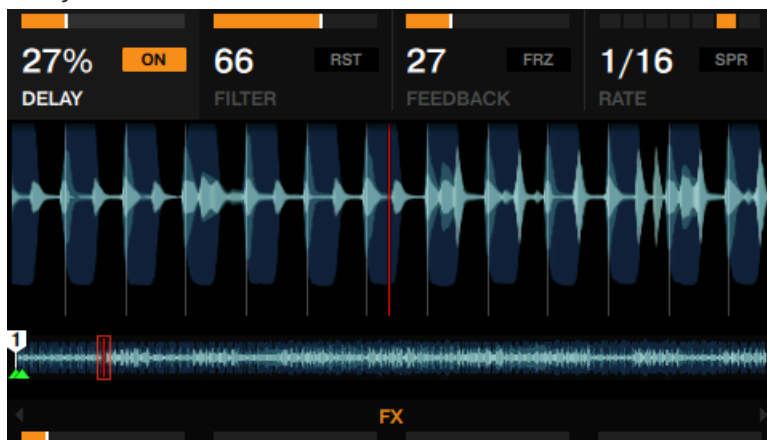 27% ON 66 RST 27 FRZ 1/16 SPR
DELAY FILTER FEEDBACK RATE
1
FX